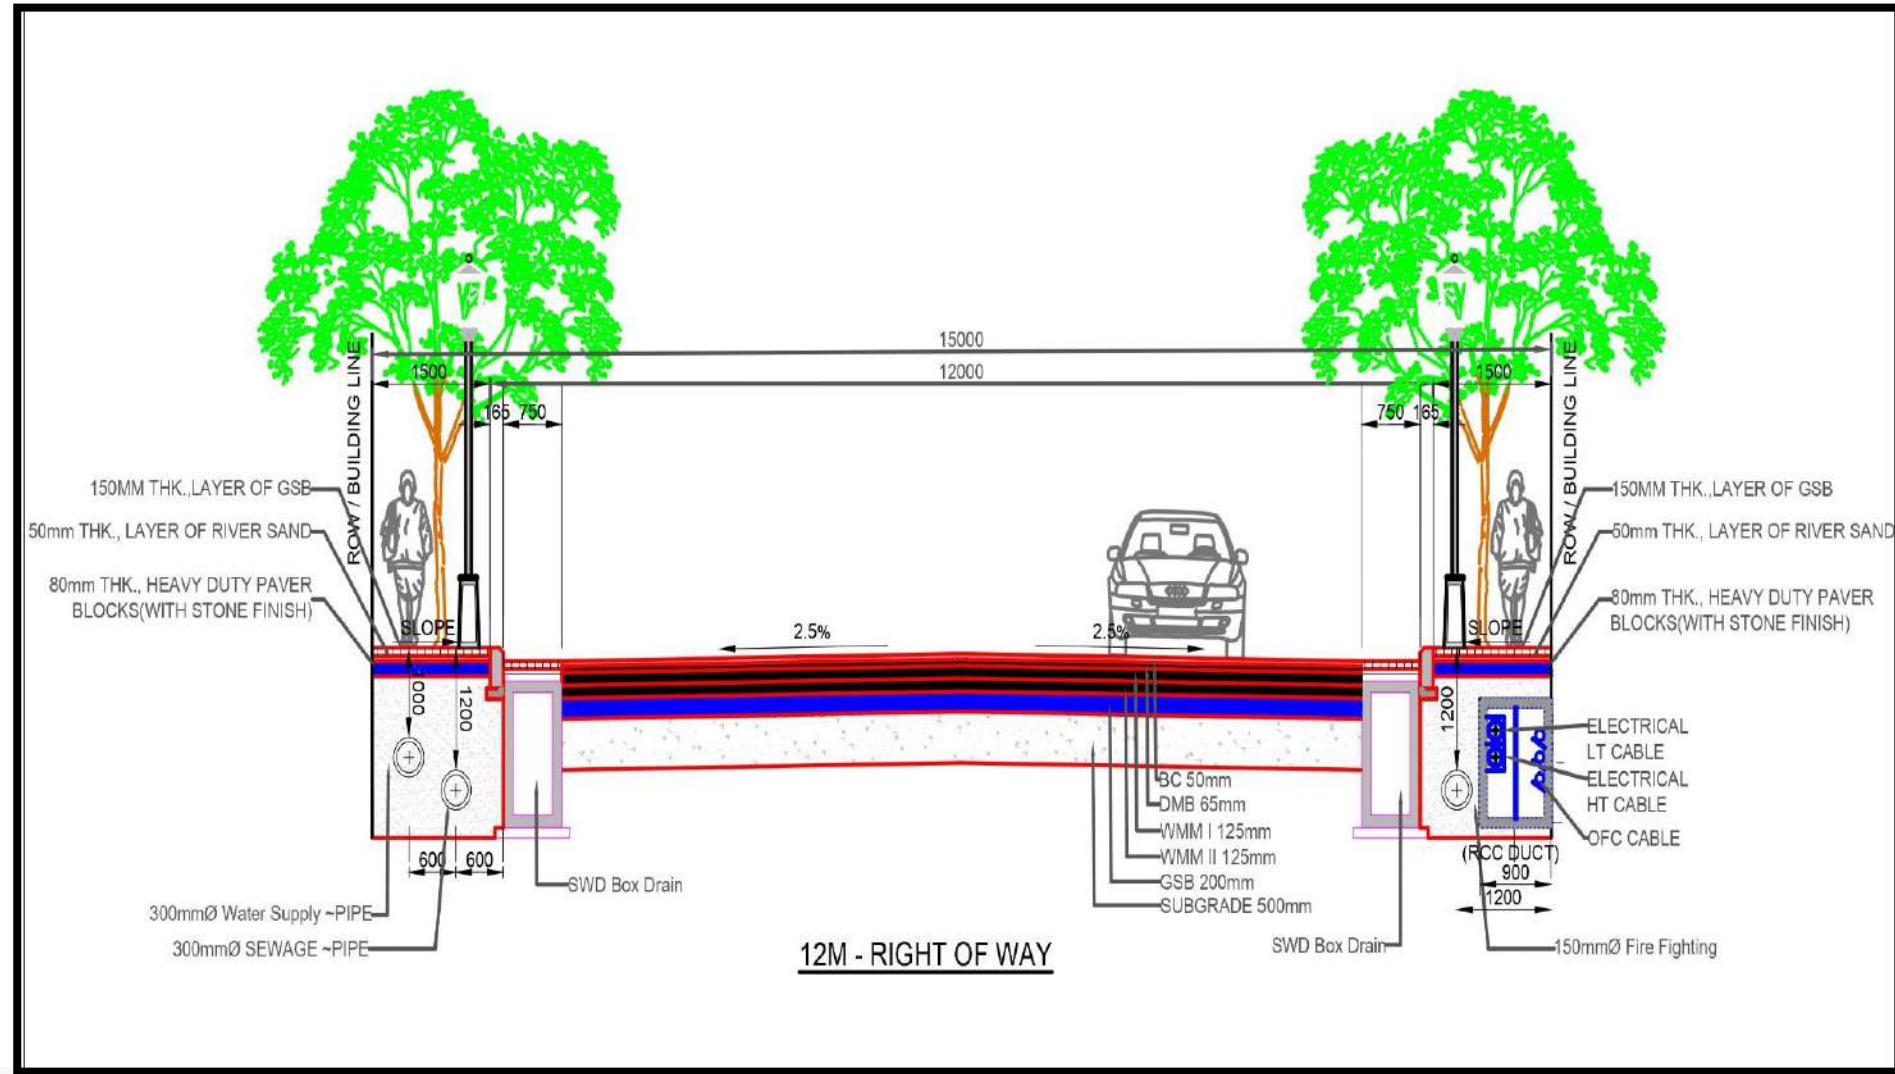 15000
1500
12000
1500
165
750
750
165
ROW / BUILDING LINE
ROW / BUILDING LINE
150MM THK.,LAYER OF GSB
50mm THK., LAYER OF RIVER SAND
80mm THK., HEAVY DUTY PAVER
BLOCKS(WITH STONE FINISH)
150MM THK.,LAYER OF GSB
50mm THK., LAYER OF RIVER SAND
80mm THK., HEAVY DUTY PAVER
BLOCKS(WITH STONE FINISH)
SLOPE
2.5%
2.5%
SLOPE
1200
1200
ELECTRICAL
LT CABLE
ELECTRICAL
HT CABLE
OFC CABLE
BC 50mm
DMB 65mm
WMM I 125mm
WMM II 125mm
GSB 200mm
SUBGRADE 500mm
600
600
(RCC DUCT)
900
1200
SWD Box Drain
300mmØ Water Supply ~PIPE
300mmØ SEWAGE ~PIPE
SWD Box Drain
150mmØ Fire Fighting
12M - RIGHT OF WAY